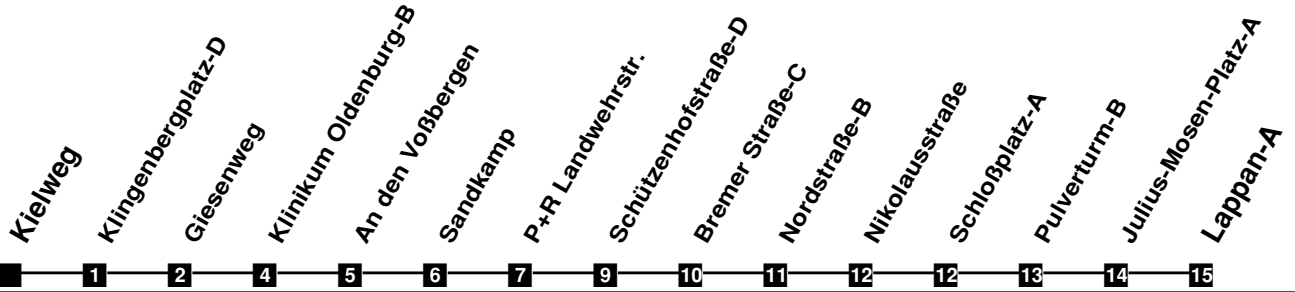 Kielweg
Klingenbergplatz-D
Giesenweg
Klinikum Oldenburg-B
An den Voßbergen
Sandkamp
P+R Landwehrstr.
Schützenhofstraße-D
Bremer Straße-C
Nordstraße-B
Nikolausstraße
Schloßplatz-A
Pulverturm-B
Julius-Mosen-Platz-A
Lappan-A
1 2 4 5 6 7 9 10 11 12 12 13 14 15